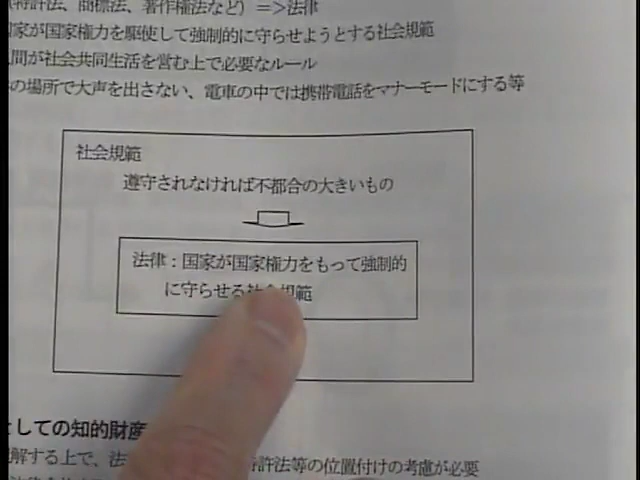 特許法、商標法、著作権法など）=>法律
国家が国家権力を駆使して強制的に守らせようとする社会規範
間が社会共同生活を営む上で必要なルール
の場所で大声を出さない、電車の中では携帯電話をマナーモードにする等
社会規範
遵守されなければ不都合の大きいもの
法律：国家が国家権力をもって強制的
に守らせる社会規範
としての知的財産
解する上で、法
許法等の位置付けの考慮が必要